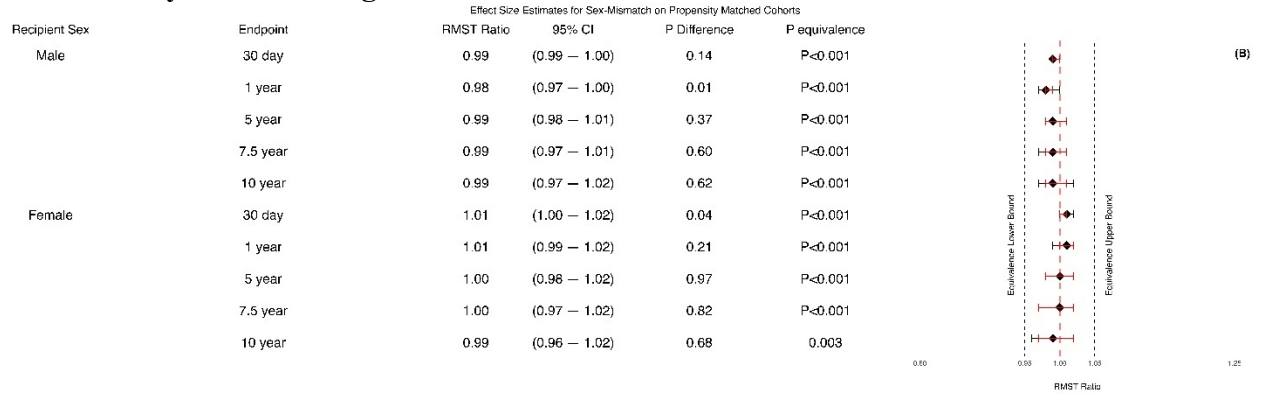 Effect Size Estimates for Sex-Mismatch on Propensity Matched Cohorts
Recipient Sex Endpoint RMST Ratio 95% CI P Difference P equivalence
(B)
Male 30 day 0.99 (0.99 — 1.00) 0.14 P<0.001
1 year 0.98 (0.97 — 1.00) 0.01 P<0.001
5 year 0.99 (0.98 — 1.01) 0.37 P<0.001
7.5 year 0.99 (0.97 — 1.01) 0.60 P<0.001
10 year 0.99 (0.97 — 1.02) 0.62 P<0.001
Female 30 day 1.01 (1.00 — 1.02) 0.04 P<0.001
1 year 1.01 (0.99 — 1.02) 0.21 P<0.001
5 year 1.00 (0.98 — 1.02) 0.97 P<0.001
7.5 year 1.00 (0.97 — 1.02) 0.82 P<0.001
10 year 0.99 (0.96 — 1.02) 0.68 0.003
Equivalence Lower Bound
Equivalence Upper Bound
0.95 1.00 1.05 1.25
RMST Ratio